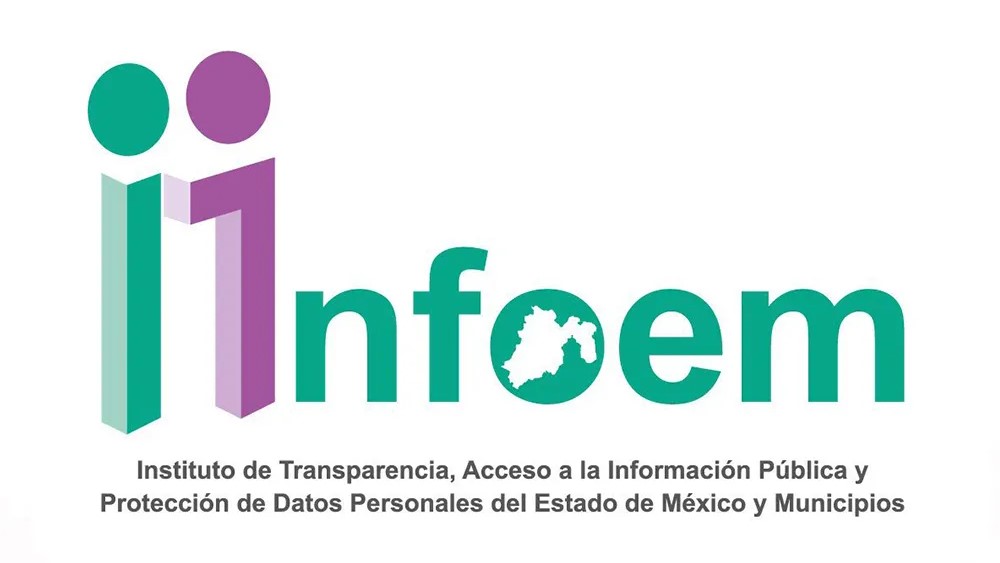 infoem
Instituto de Transparencia, Acceso a la Información Pública y
Protección de Datos Personales del Estado de México y Municipios